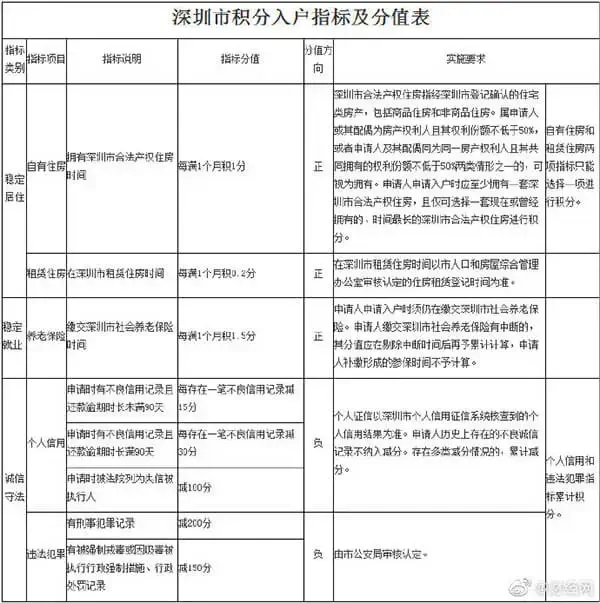 深圳市积分入户指标及分值表
指标
类别
指标项目
指标说明
指标分值
分值
方向
实施要求
稳定
居住
自有住房
拥有深圳市合法产权住房
时间
每满1个月积1分
正
深圳市合法产权住房指经深圳市登记确认的住宅
类房产，包括商品住房和非商品住房。属申请人
或其配偶为房产权利人且其权利份额不低于50%，
或者申请人及其配偶同为同一房产权利人且其共
同拥有的权利份额不低于50%两类情形之一的，可
视为拥有。申请人申请入户时应至少拥有一套深
圳市合法产权住房，且仅可选择一套现在或曾经
拥有的、时间最长的深圳市合法产权住房进行积
分。
自有住房和
租赁住房两
项指标只能
选择一项进
行积分。
租赁住房
在深圳市租赁住房时间
每满1个月积0.2分
正
在深圳市租赁住房时间以市人口和房屋综合管理
办公室审核认定的住房租赁登记时间为准。
稳定
就业
养老保险
缴交深圳市社会养老保险
时间
每满1个月积1.5分
正
申请人申请入户时须仍在缴交深圳市社会养老保
险。申请人缴交深圳市社会养老保险有中断的，
其分值应在剔除中断时间后再予累计计算，申请
人补缴形成的参保时间不予计算。
诚信
守法
个人信用
申请时有不良信用记录且
还款逾期时长未满90天
每存在一笔不良信用记录减
15分
申请时有不良信用记录且
还款逾期时长满90天
每存在一笔不良信用记录减
30分
申请时被法院列为失信被
执行人
减100分
负
个人征信以深圳市个人信用征信系统核查到的个
人信用结果为准。申请人历史上存在的不良诚信
记录不纳入减分。存在多类减分情况的，累计减
分。
个人信用和
违法犯罪指
标累计积
分。
违法犯罪
有刑事犯罪记录
减200分
有被强制戒毒或因吸毒被
执行行政强制措施、行政
处罚记录
减150分
负
由市公安局审核认定。